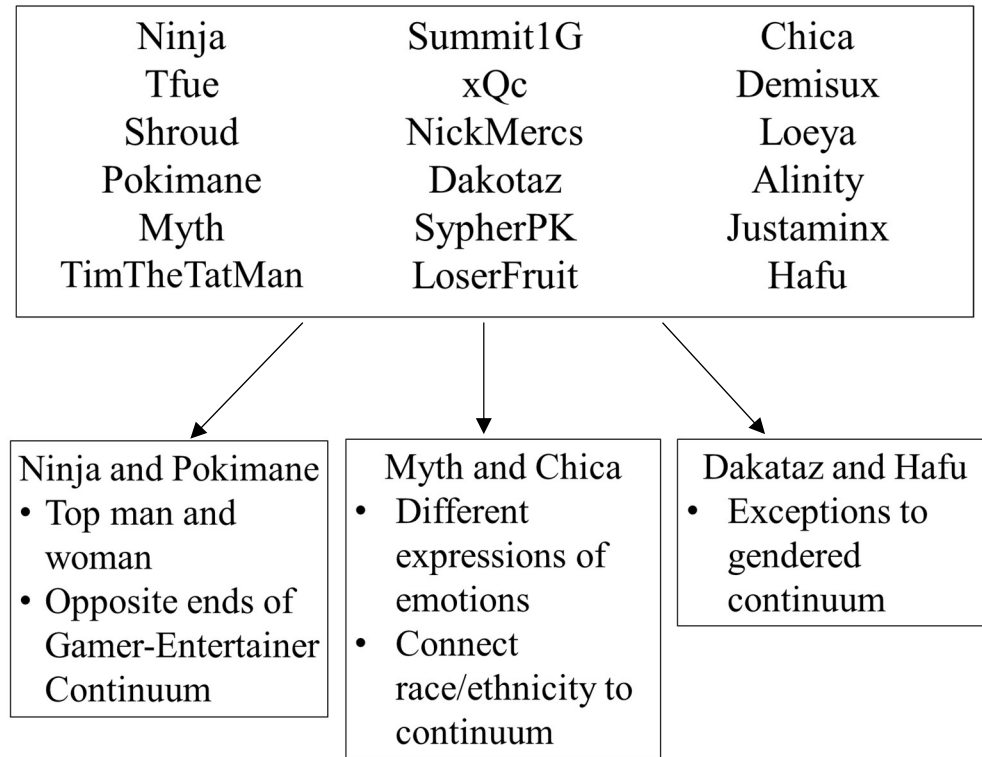 Ninja Summit1G Chica
Tfue xQc Demisux
Shroud NickMercs Loeya
Pokimane Dakotaz Alinity
Myth SypherPK Justaminx
TimTheTatMan LoserFruit Hafu
Ninja and Pokimane
• Top man and
woman
• Opposite ends of
Gamer-Entertainer
Continuum
Myth and Chica
• Different
expressions of
emotions
• Connect
race/ethnicity to
continuum
Dakataz and Hafu
• Exceptions to
gendered
continuum